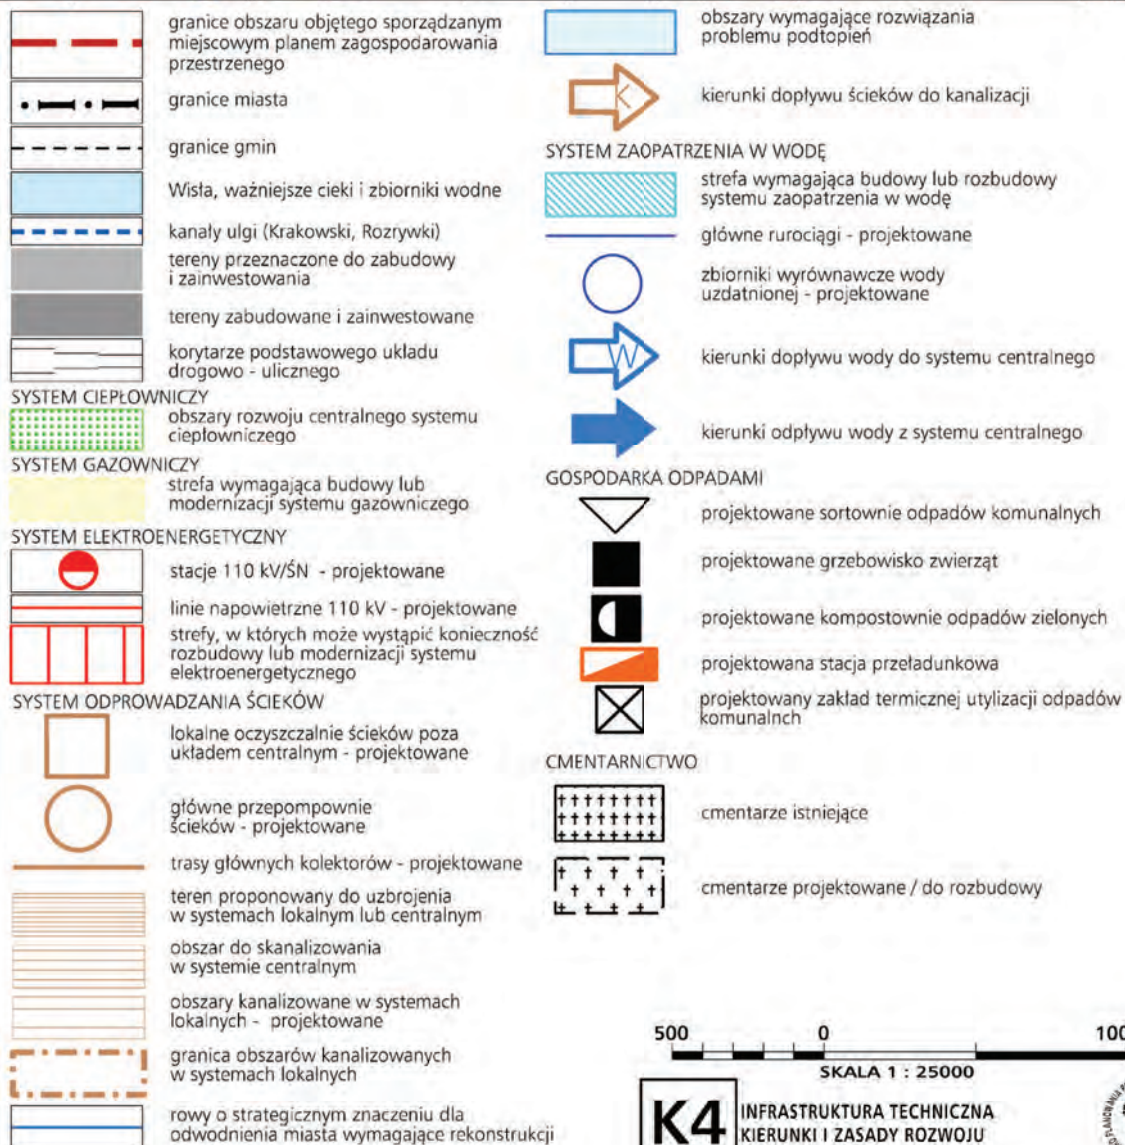 granice obszaru objętego sporządzanym
miejscowym planem zagospodarowania
przestrzenego
granice miasta
granice gmin
Wisła, ważniejsze cieki i zbiorniki wodne
kanały ulgi (Krakowski, Rozrywki)
tereny przeznaczone do zabudowy
i zainwestowania
tereny zabudowane i zainwestowane
korytarze podstawowego układu
drogowo - ulicznego
SYSTEM CIEPŁOWNICZY
obszary rozwoju centralnego systemu
ciepłowniczego
SYSTEM GAZOWNICZY
strefa wymagająca budowy lub
modernizacji systemu gazowniczego
SYSTEM ELEKTROENERGETYCZNY
stacje 110 kV/ŚN - projektowane
linie napowietrzne 110 kV - projektowane
strefy, w których może wystąpić konieczność
rozbudowy lub modernizacji systemu
elektroenergetycznego
SYSTEM ODPROWADZANIA ŚCIEKÓW
lokalne oczyszczalnie ścieków poza
układem centralnym - projektowane
główne przepompownie
ścieków - projektowane
trasy głównych kolektorów - projektowane
teren proponowany do uzbrojenia
w systemach lokalnym lub centralnym
obszar do skanalizowania
w systemie centralnym
obszary kanalizowane w systemach
lokalnych - projektowane
granica obszarów kanalizowanych
w systemach lokalnych
rowy o strategicznym znaczeniu dla
odwodnienia miasta wymagające rekonstrukcji
obszary wymagające rozwiązania
problemu podtopień
K
kierunki dopływu ścieków do kanalizacji
SYSTEM ZAOPATRZENIA W WODĘ
strefa wymagająca budowy lub rozbudowy
systemu zaopatrzenia w wodę
główne rurociągi - projektowane
zbiorniki wyrównawcze wody
uzdatnionej - projektowane
W
kierunki dopływu wody do systemu centralnego
kierunki odpływu wody z systemu centralnego
GOSPODARKA ODPADAMI
projektowane sortownie odpadów komunalnych
projektowane grzebowisko zwierząt
projektowane kompostownie odpadów zielonych
projektowana stacja przeładunkowa
projektowany zakład termicznej utylizacji odpadów
komunalnch
CMENTARNICTWO
cmentarze istniejące
cmentarze projektowane / do rozbudowy
500 0 100
SKALA 1 : 25000
K4
INFRASTRUKTURA TECHNICZNA
KIERUNKI I ZASADY ROZWOJU